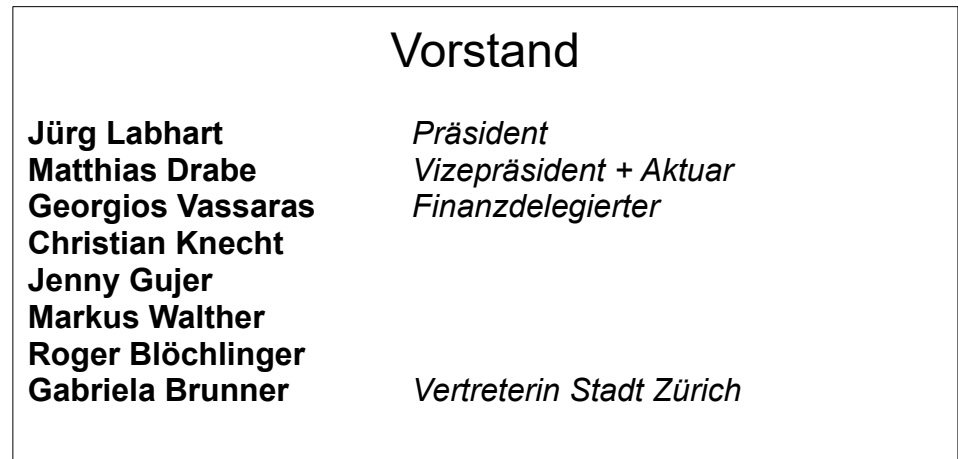 Vorstand
Jürg Labhart Präsident
Matthias Drabe Vizepräsident + Aktuar
Georgios Vassaras Finanzdelegierter
Christian Knecht
Jenny Gujer
Markus Walther
Roger Blöchlinger
Gabriela Brunner Vertreterin Stadt Zürich